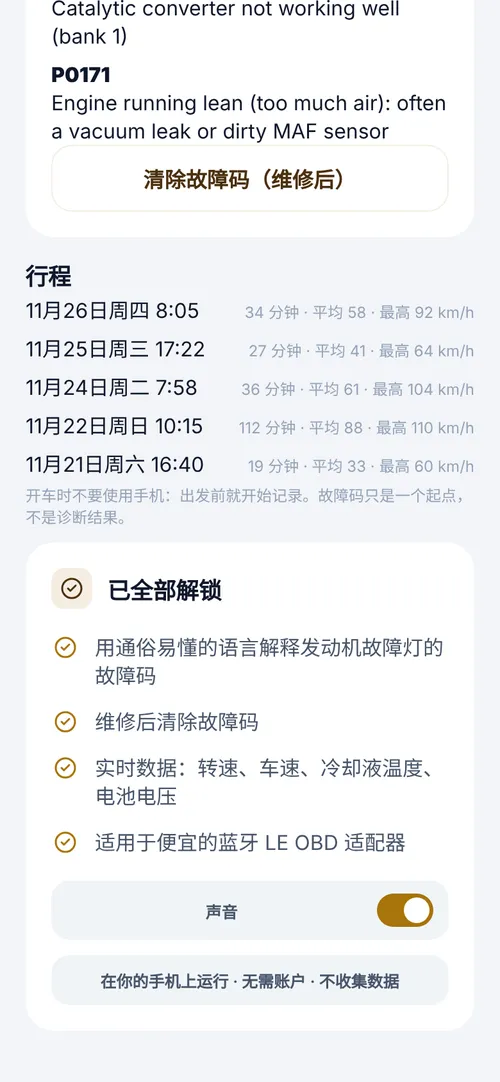 Catalytic converter not working well
(bank 1)
P0171
Engine running lean (too much air): often
a vacuum leak or dirty MAF sensor
清除故障码（维修后）
行程
11月26日周四 8:05 34 分钟 · 平均 58 · 最高 92 km/h
11月25日周三 17:22 27 分钟 · 平均 41 · 最高 64 km/h
11月24日周二 7:58 36 分钟 · 平均 61 · 最高 104 km/h
11月22日周日 10:15 112 分钟 · 平均 88 · 最高 110 km/h
11月21日周六 16:40 19 分钟 · 平均 33 · 最高 60 km/h
开车时不要使用手机：出发前就开始记录。故障码只是一个起点，
不是诊断结果。
已全部解锁
用通俗易懂的语言解释发动机故障灯的
故障码
维修后清除故障码
实时数据：转速、车速、冷却液温度、
电池电压
适用于便宜的蓝牙 LE OBD 适配器
声音
在你的手机上运行 · 无需账户 · 不收集数据